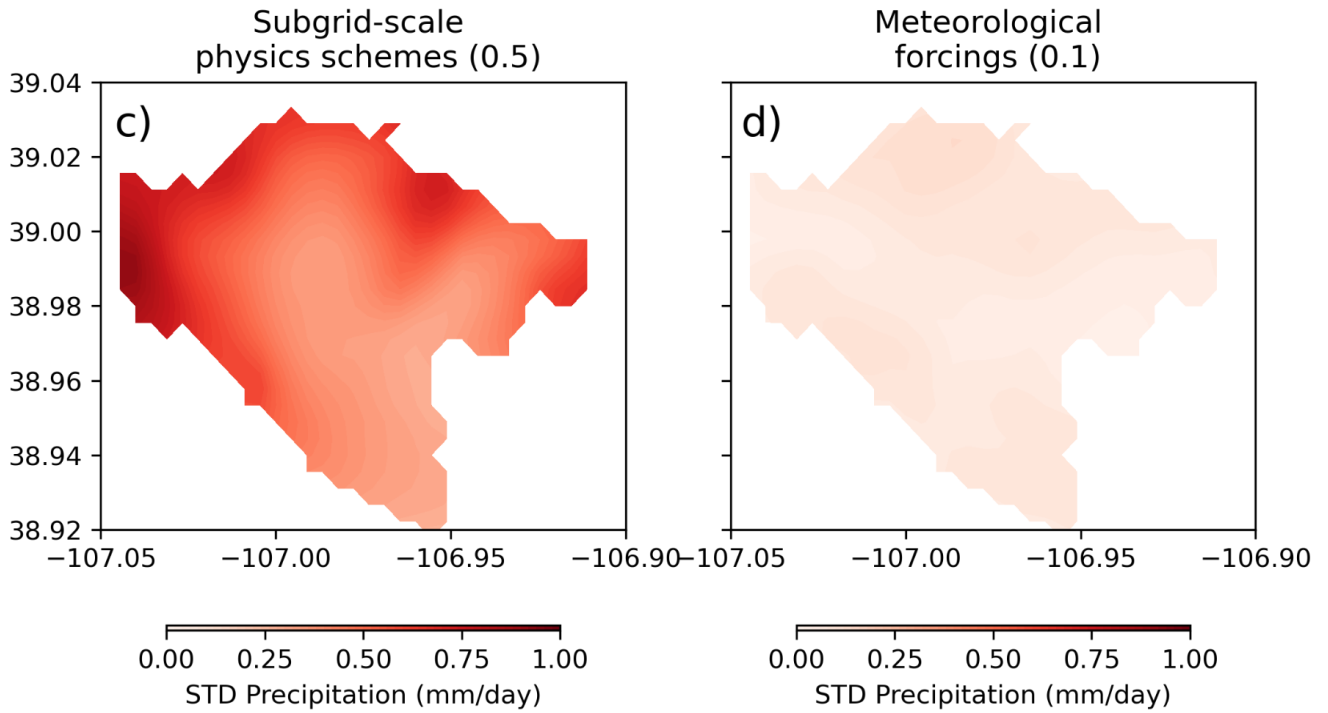 Subgrid-scale
physics schemes (0.5)
Meteorological
forcings (0.1)
c)
d)
39.04
39.02
39.00
38.98
38.96
38.94
38.92
−107.05 −107.00 −106.95 −106.90
−107.05 −107.00 −106.95 −106.90
0.00 0.25 0.50 0.75 1.00
STD Precipitation (mm/day)
0.00 0.25 0.50 0.75 1.00
STD Precipitation (mm/day)